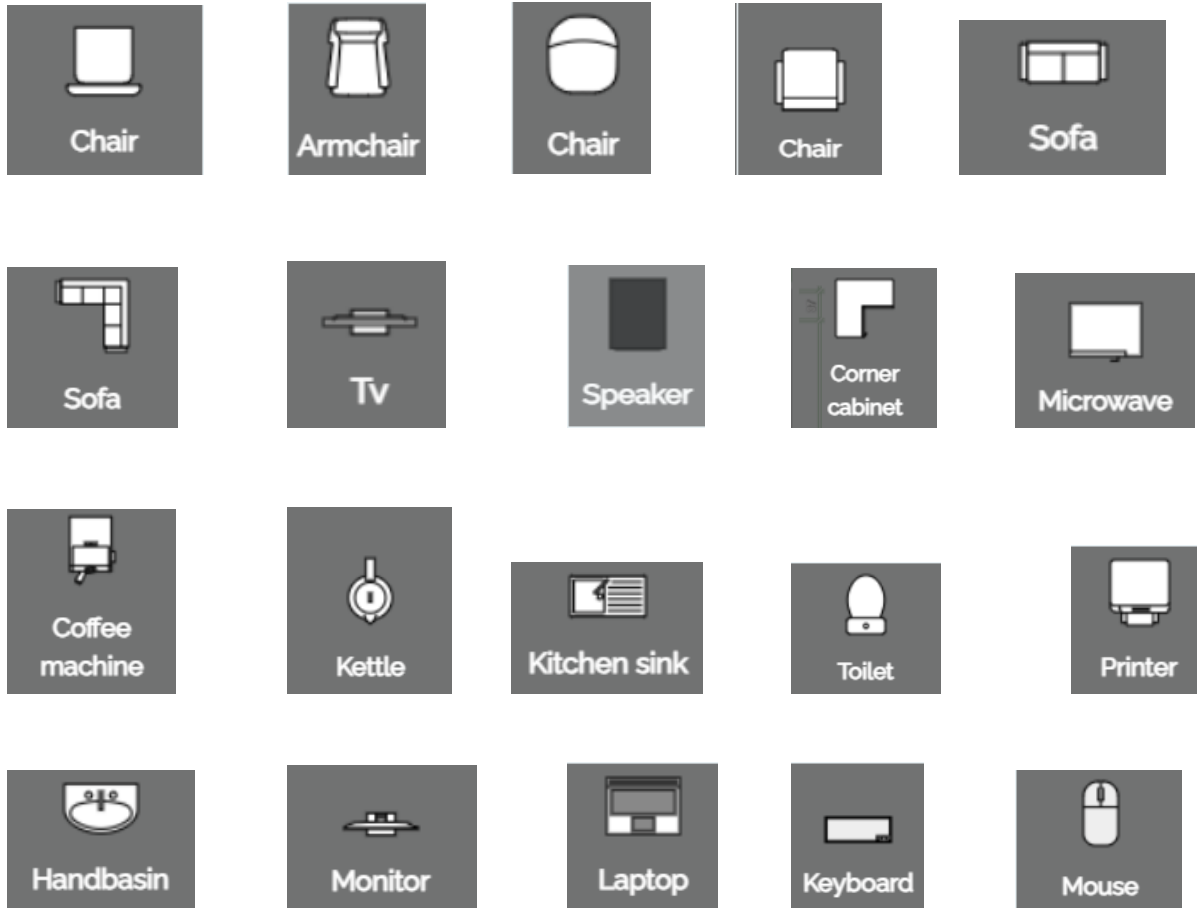 Chair
Armchair
Chair
Chair
Sofa
Sofa
Tv
Speaker
Corner
cabinet
Microwave
Coffee
machine
Kettle
Kitchen sink
Toilet
Printer
Handbasin
Monitor
Laptop
Keyboard
Mouse